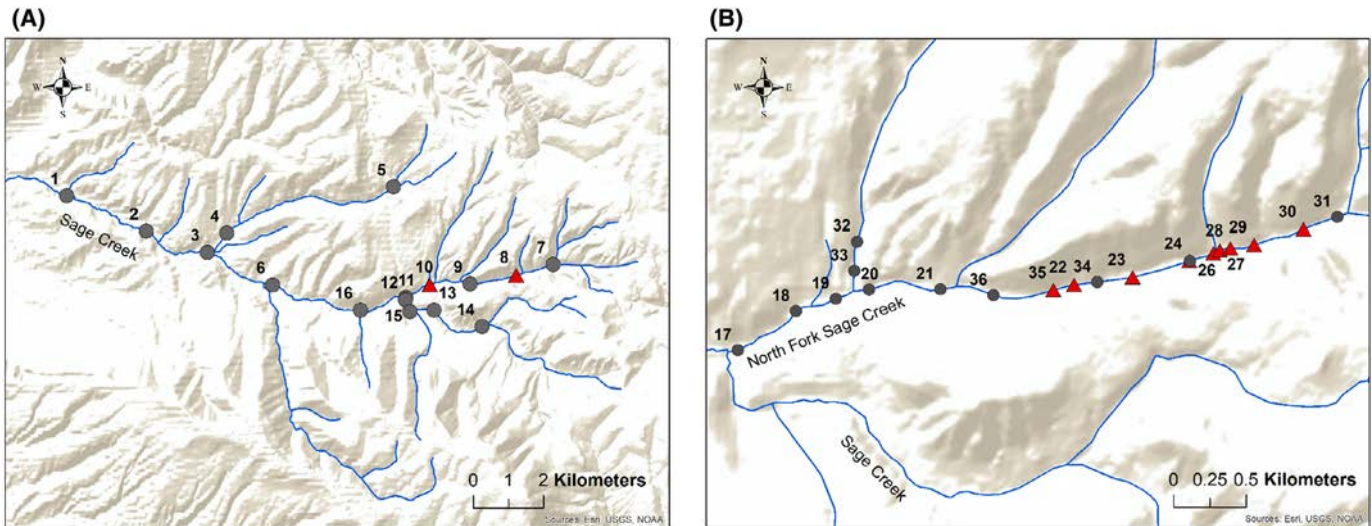 (A)
N
W E
S
1
2
3
4
5
6
7
8
9
10
11
12
13
14
15
16
Sage Creek
0 1 2 Kilometers
Sources: Esri, USGS, NOAA
(B)
N
W E
S
17
18
19
20
21
32
33
36
35
22
34
23
24
26
28
29
27
30
31
North Fork Sage Creek
Sage Creek
0 0.25 0.5 Kilometers
Sources: Esri, USGS, NOAA